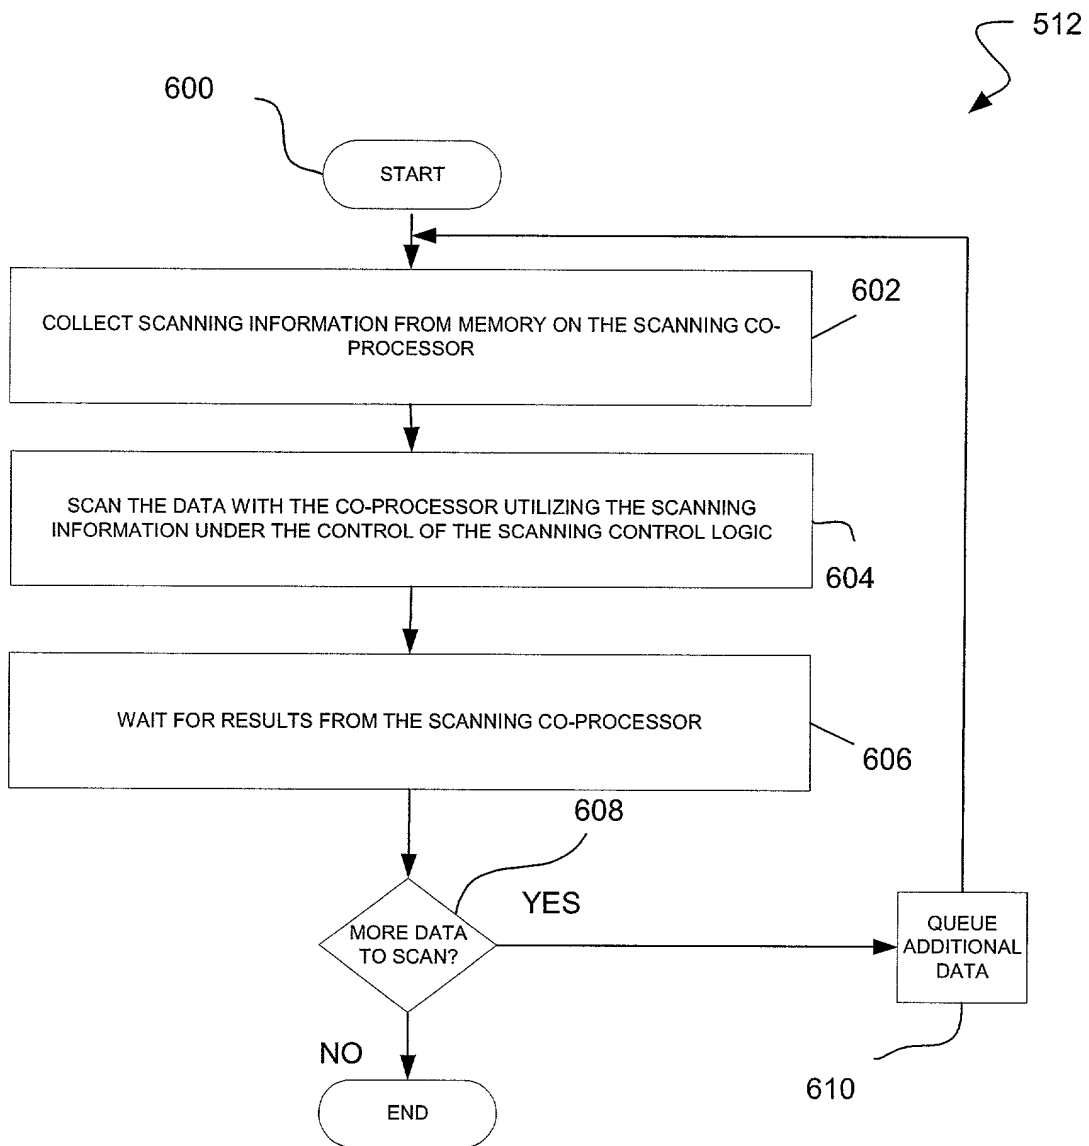 512
600
START
602
COLLECT SCANNING INFORMATION FROM MEMORY ON THE SCANNING CO-
PROCESSOR
SCAN THE DATA WITH THE CO-PROCESSOR UTILIZING THE SCANNING
INFORMATION UNDER THE CONTROL OF THE SCANNING CONTROL LOGIC
604
WAIT FOR RESULTS FROM THE SCANNING CO-PROCESSOR
606
608
YES
MORE DATA
TO SCAN?
QUEUE
ADDITIONAL
DATA
NO
610
END